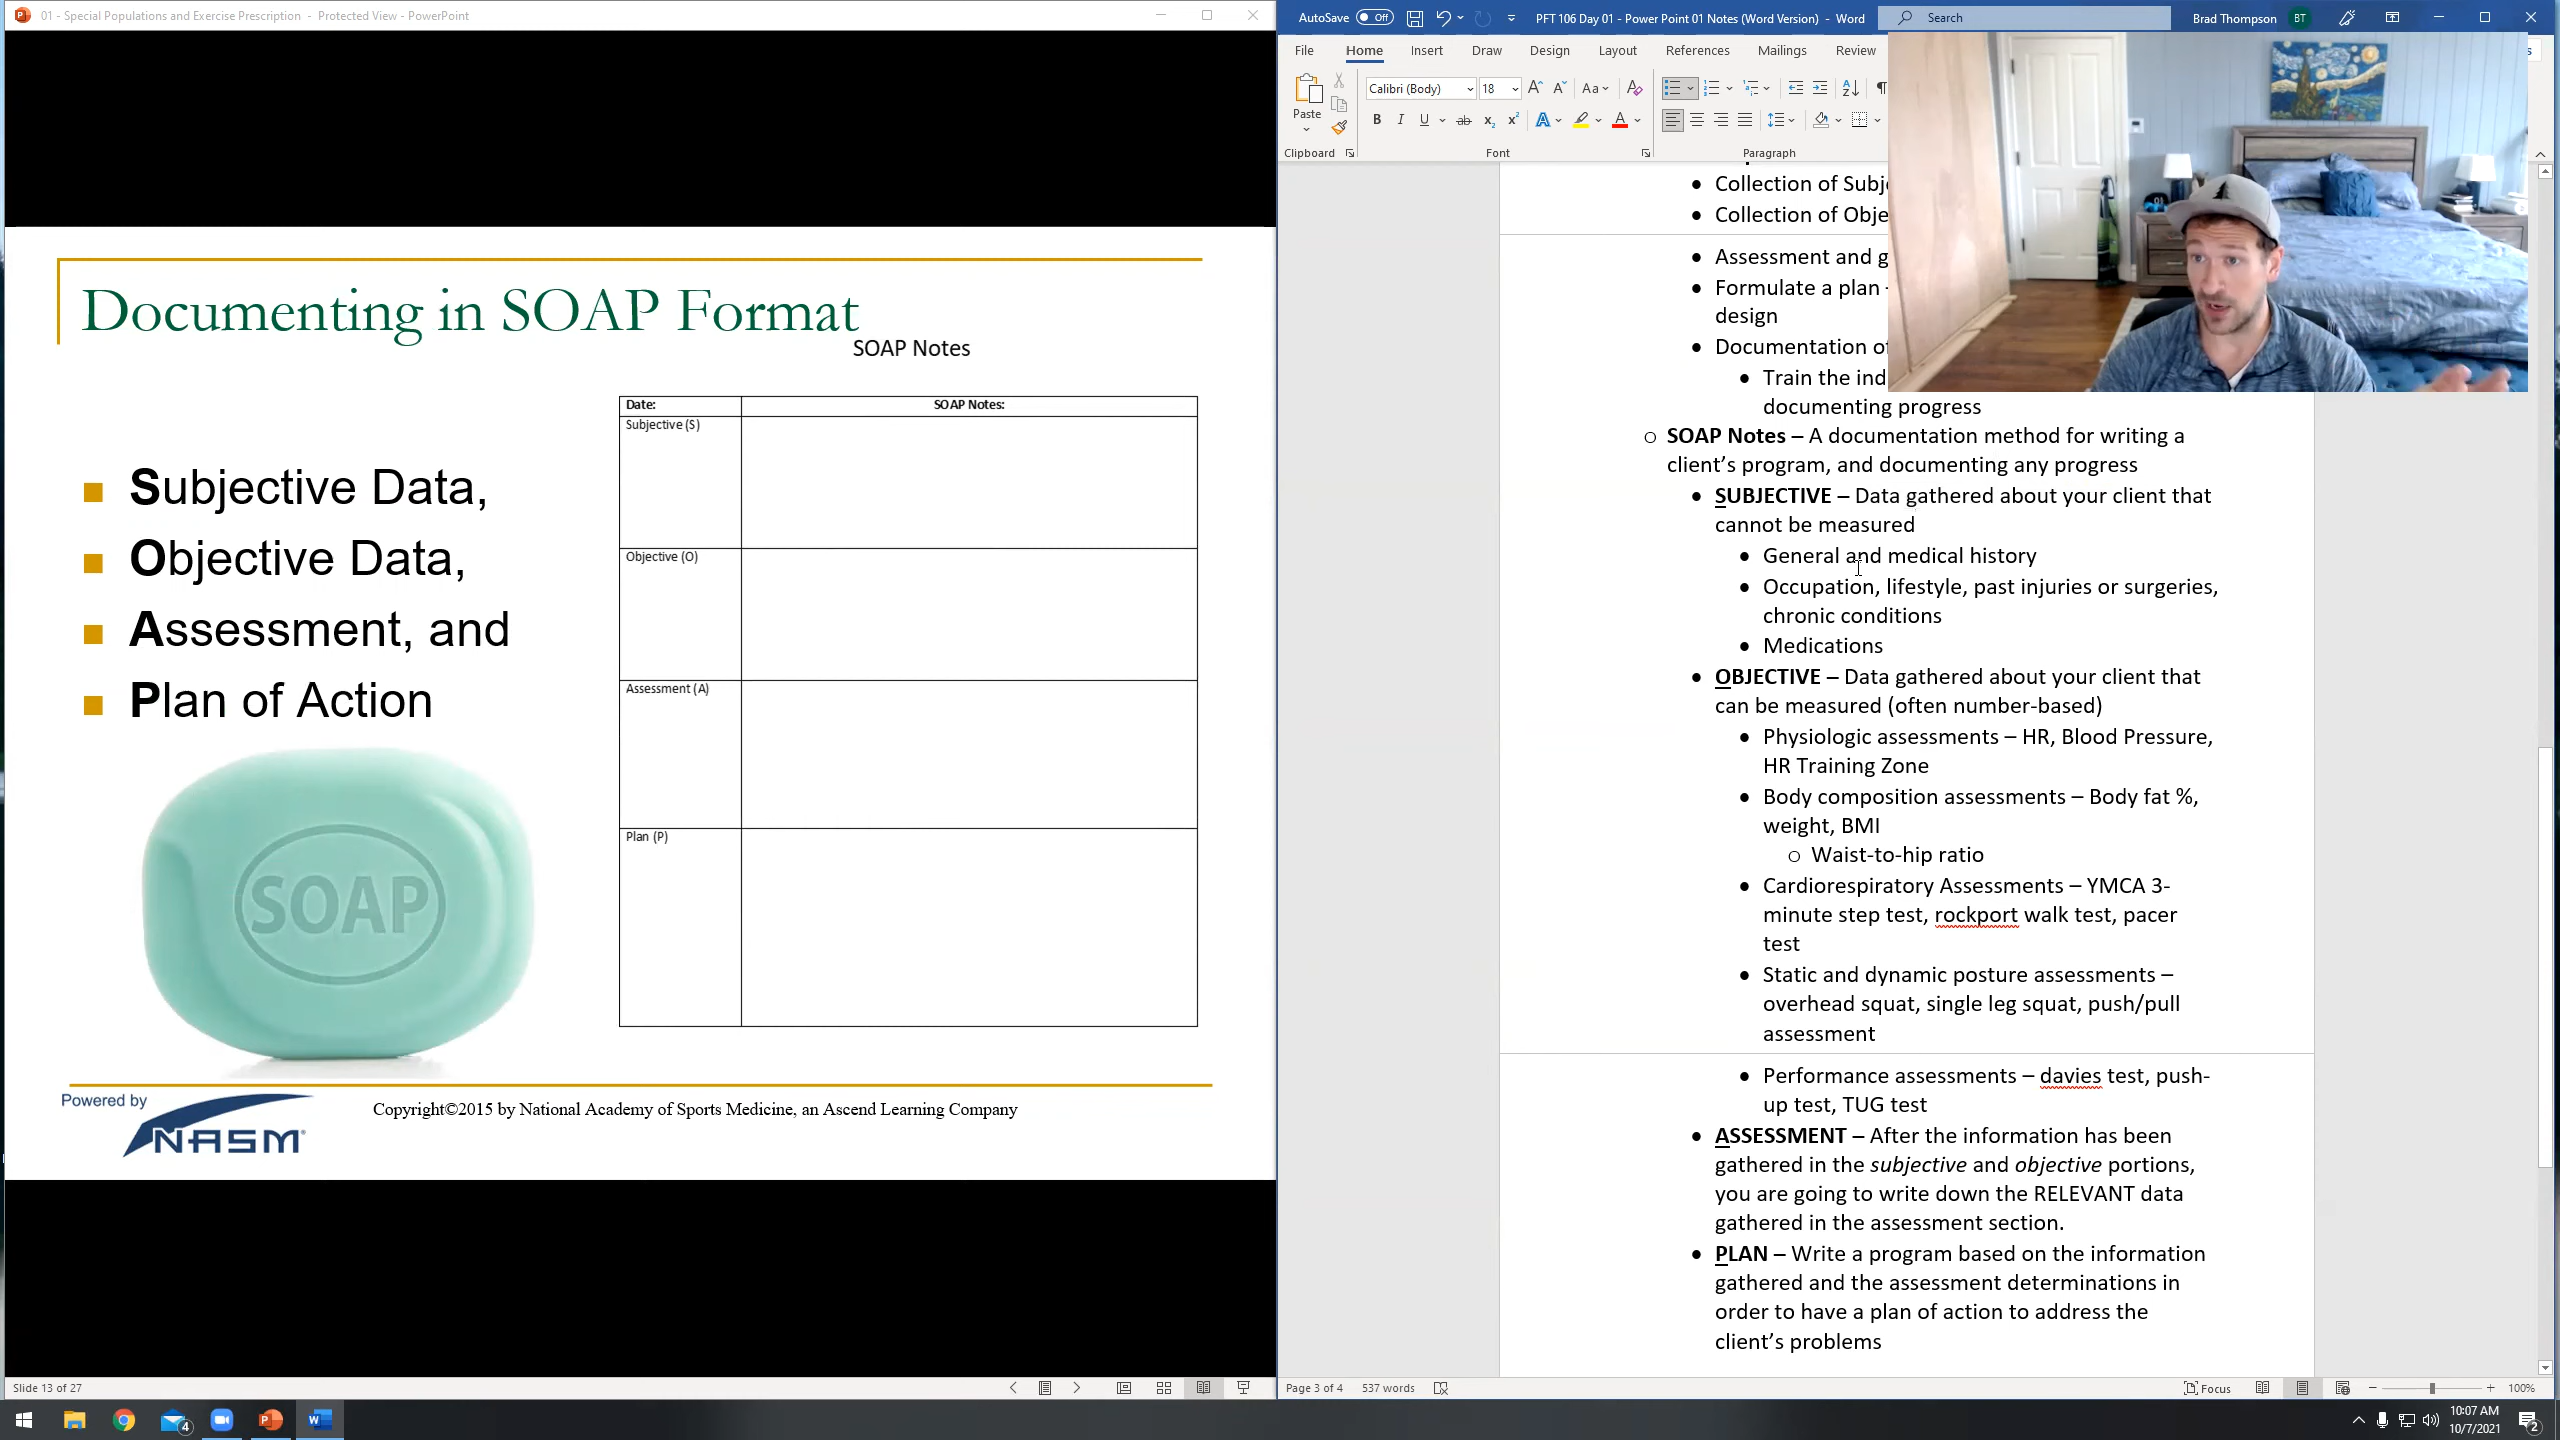 01 - Special Populations and Exercise Prescription - Protected View - PowerPoint
Documenting in SOAP Format
SOAP Notes
Date: SOAP Notes:
Subjective (S)
Objective (O)
Assessment (A)
Plan (P)
Subjective Data,
Objective Data,
Assessment, and
Plan of Action
SOAP
Powered by
NASM
Copyright©2015 by National Academy of Sports Medicine, an Ascend Learning Company
Slide 13 of 27
AutoSave Off
PFT 106 Day 01 - Power Point 01 Notes (Word Version) - Word
Search
Brad Thompson BT
File Home Insert Draw Design Layout References Mailings Review
Paste
Calibri (Body) 18
Clipboard Font Paragraph
Collection of Subj
Collection of Obje
Assessment and g
Formulate a plan -
design
Documentation of
Train the ind
documenting progress
SOAP Notes – A documentation method for writing a
client’s program, and documenting any progress
SUBJECTIVE – Data gathered about your client that
cannot be measured
General and medical history
Occupation, lifestyle, past injuries or surgeries,
chronic conditions
Medications
OBJECTIVE – Data gathered about your client that
can be measured (often number-based)
Physiologic assessments – HR, Blood Pressure,
HR Training Zone
Body composition assessments – Body fat %,
weight, BMI
Waist-to-hip ratio
Cardiorespiratory Assessments – YMCA 3-
minute step test, rockport walk test, pacer
test
Static and dynamic posture assessments –
overhead squat, single leg squat, push/pull
assessment
Performance assessments – davies test, push-
up test, TUG test
ASSESSMENT – After the information has been
gathered in the subjective and objective portions,
you are going to write down the RELEVANT data
gathered in the assessment section.
PLAN – Write a program based on the information
gathered and the assessment determinations in
order to have a plan of action to address the
client’s problems
Page 3 of 4 537 words
Focus
100%
4
10:07 AM
10/7/2021
2